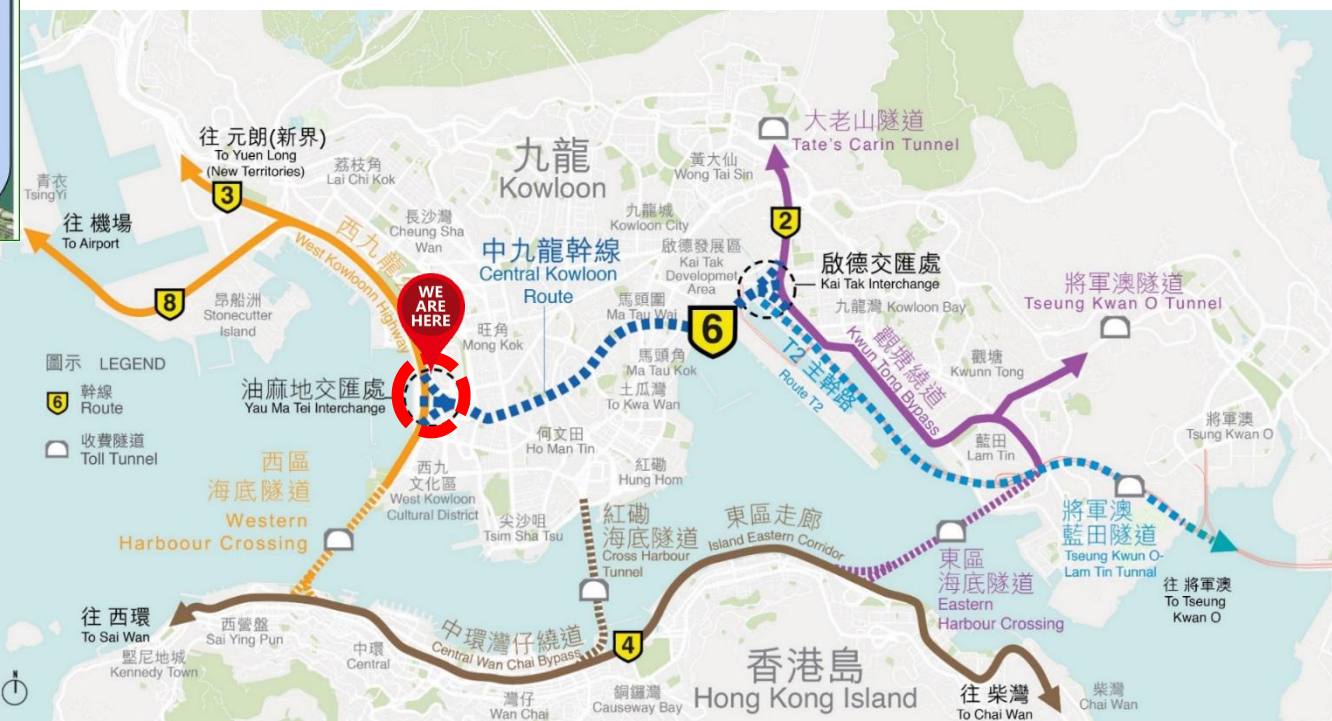 往 元朗(新界)
To Yuen Long
(New Territories)
3
青衣
TsingYi
往 機場
To Airport
8
昂船洲
Stonecutter
Island
荔枝角
Lai Chi Kok
長沙灣
Cheung Sha
Wan
西九龍
West Kowloonn Highway
九龍
Kowloon
黃大仙
Wong Tai Sin
九龍城
Kowloon City
大老山隧道
Tate's Carin Tunnel
2
啟德發展區
Kai Tak
Developmet
Area
啟德交匯處
Kai Tak Interchange
中九龍幹線
Central Kowloon
Route
WE
ARE
HERE
旺角
Mong Kok
馬頭圍
Ma Tau Wai
6
馬頭角
Ma Tau Kok
土瓜灣
To Kwa Wan
九龍灣 Kowloon Bay
將軍澳隧道
Tseung Kwan O Tunnel
觀塘繞道
Kwun Tong Bypass
觀塘
Kwunn Tong
T2 主幹路
Route T2
圖示 LEGEND
6
幹線
Route
收費隧道
Toll Tunnel
油麻地交匯處
Yau Ma Tei Interchange
何文田
Ho Man Tin
紅磡
Hung Hom
藍田
Lam Tin
將軍澳
Tsung Kwan O
西區
海底隧道
Western
Harboour Crossing
西九
文化區
West Kowloon
Cultural District
尖沙咀
Tsim Sha Tsu
紅磡
海底隧道
Cross Harbour
Tunnel
東區走廊
Island Eastern Corridor
東區
海底隧道
Eastern
Harbour Crossing
將軍澳
藍田隧道
Tseung Kwun O-
Lam Tin Tunnal
往 將軍澳
To Tseung
Kwan O
往 西環
To Sai Wan
西營盤
Sai Ying Pun
堅尼地城
Kennedy Town
中環
Central
中環灣仔繞道
Central Wan Chai Bypass
4
灣仔
Wan Chai
銅鑼灣
Causeway Bay
香港島
Hong Kong Island
往 柴灣
To Chai Wan
柴灣
Chai Wan
N